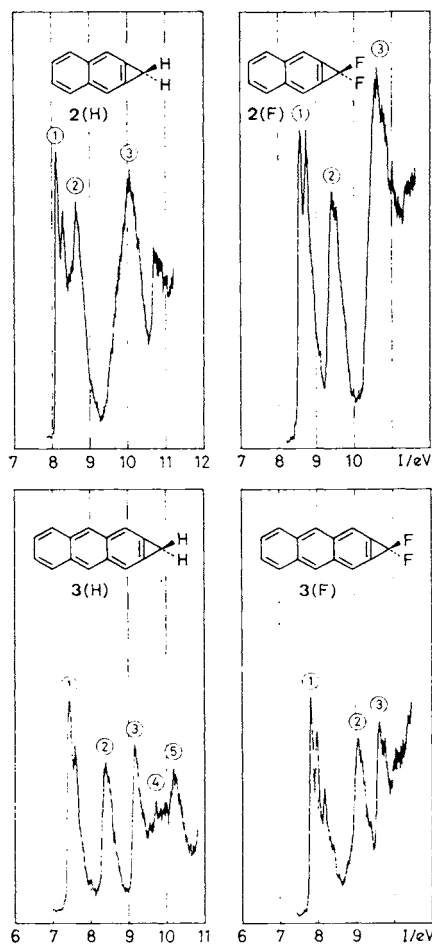 H
H
2(H)
①
②
③
7 8 9 10 11 12
F
F
2(F)
①
②
③
7 8 9 10 I/eV
H
H
3(H)
①
②
③
④
⑤
6 7 8 9 10 11
F
F
3(F)
①
②
③
6 7 8 9 I/eV